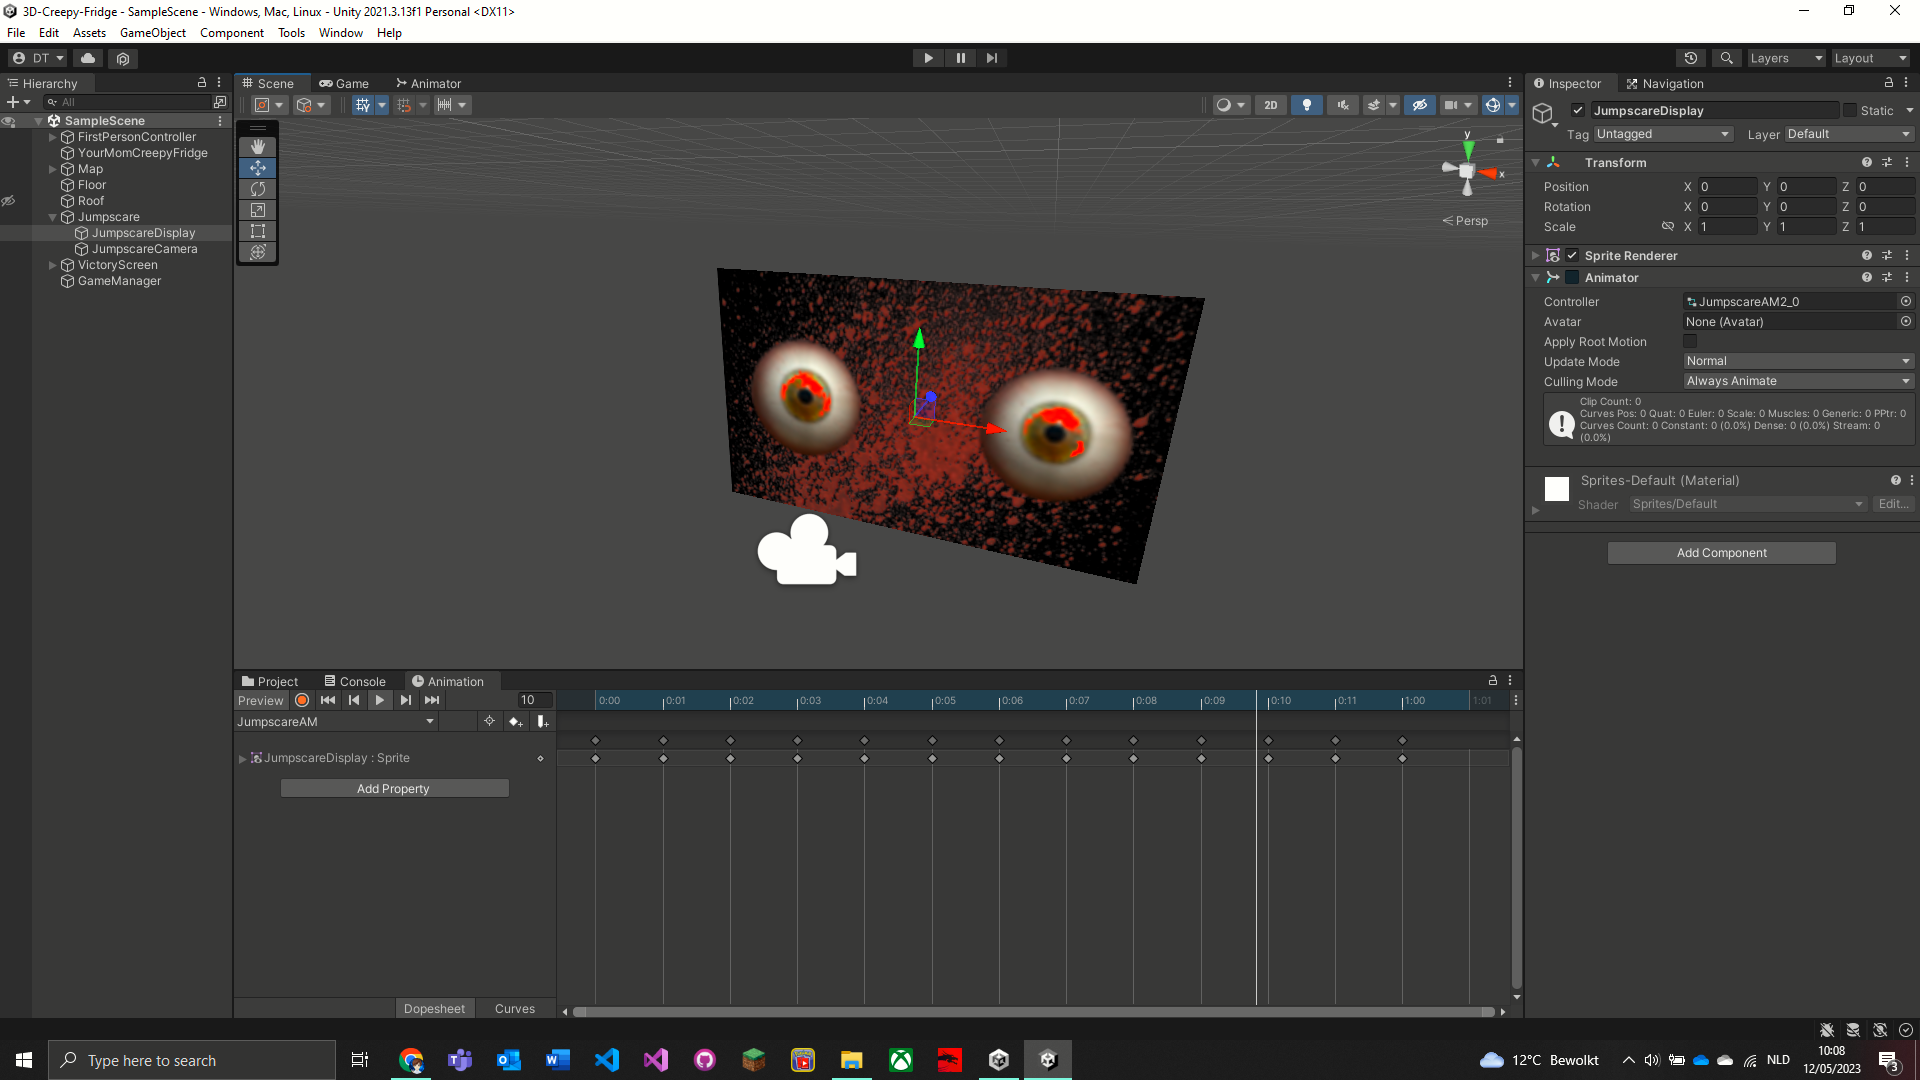 3D-Creepy-Fridge - SampleScene - Windows, Mac, Linux - Unity 2021.3.13f1 Personal <DX11>
File Edit Assets GameObject Component Tools Window Help
DT
Layers Layout
Hierarchy
All
SampleScene
FirstPersonController
YourMomCreepyFridge
Map
Floor
Roof
Jumpscare
JumpscareDisplay
JumpscareCamera
VictoryScreen
GameManager
Scene Game Animator
2D
y
x
Persp
Inspector Navigation
JumpscareDisplay Static
Tag Untagged Layer Default
Transform
Position X 0 Y 0 Z 0
Rotation X 0 Y 0 Z 0
Scale X 1 Y 1 Z 1
Sprite Renderer
Animator
Controller JumpscareAM2_0
Avatar None (Avatar)
Apply Root Motion
Update Mode Normal
Culling Mode Always Animate
Clip Count: 0
Curves Pos: 0 Quat: 0 Euler: 0 Scale: 0 Muscles: 0 Generic: 0 PPtr: 0
Curves Count: 0 Constant: 0 (0.0%) Dense: 0 (0.0%) Stream: 0
(0.0%)
Sprites-Default (Material)
Shader Sprites/Default Edit...
Add Component
Project Console Animation
Preview 10 0:00 0:01 0:02 0:03 0:04 0:05 0:06 0:07 0:08 0:09 0:10 0:11 1:00 1:01
JumpscareAM
JumpscareDisplay : Sprite
Add Property
Dopesheet Curves
Type here to search
12°C Bewolkt
NLD
10:08
12/05/2023
3